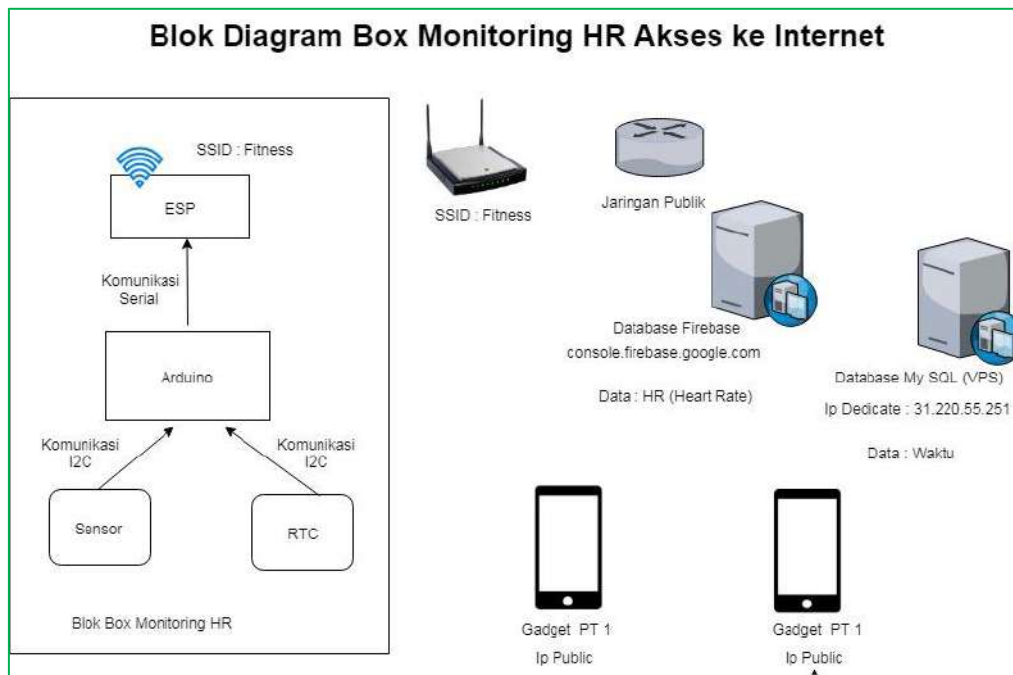 Blok Diagram Box Monitoring HR Akses ke Internet
SSID : Fitness
ESP
Komunikasi
Serial
Arduino
Komunikasi
I2C
Komunikasi
I2C
Sensor
RTC
Blok Box Monitoring HR
SSID : Fitness
Jaringan Publik
Database Firebase
console.firebase.google.com
Data : HR (Heart Rate)
Database My SQL (VPS)
Ip Dedicate : 31.220.55.251
Data : Waktu
Gadget PT 1
Ip Public
Gadget PT 1
Ip Public